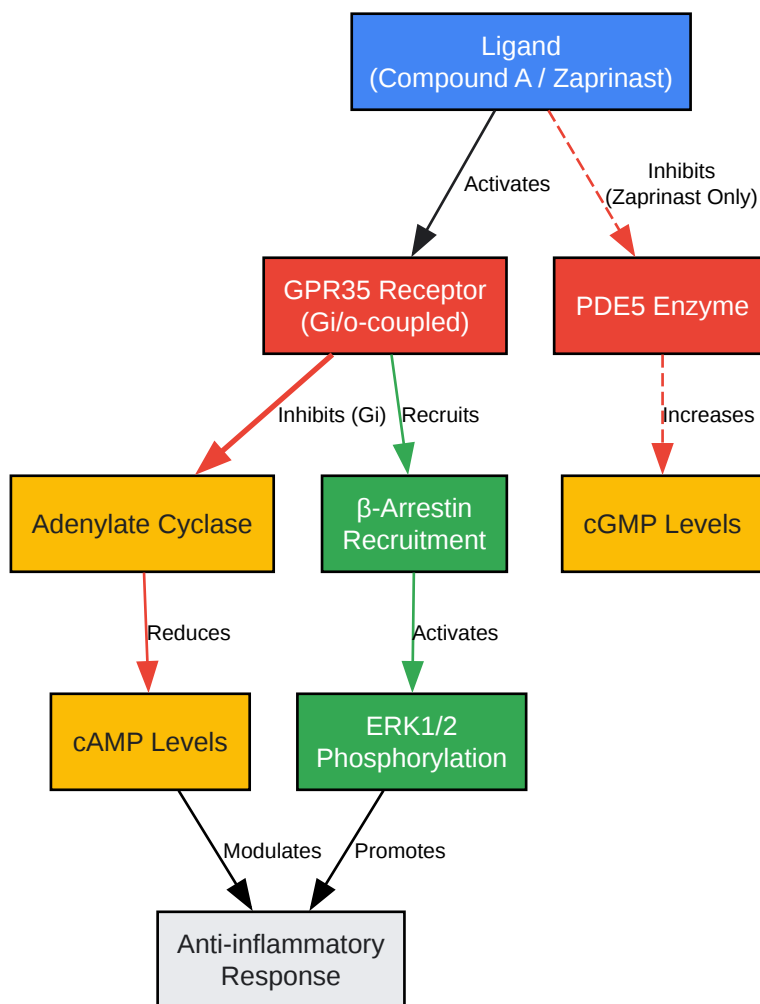 Ligand
(Compound A / Zaprinast)
Activates
Inhibits
(Zaprinast Only)
GPR35 Receptor
(Gi/o-coupled)
PDE5 Enzyme
Inhibits (Gi)
Recruits
Increases
Adenylate Cyclase
β-Arrestin
Recruitment
cGMP Levels
Reduces
Activates
cAMP Levels
ERK1/2
Phosphorylation
Modulates
Promotes
Anti-inflammatory
Response